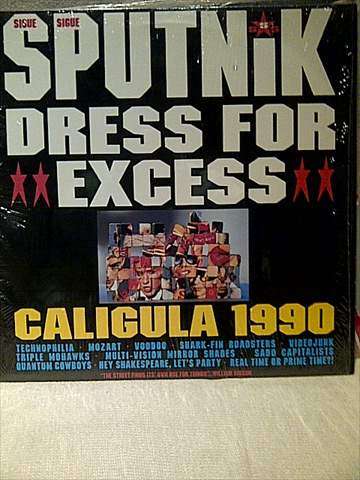 SIGUE SIGUE
SPUTNiK
DRESS FOR
EXCESS
CALIGULA 1990
TECHNOPHILIA · MOZART · VOODOO · SHARK-FIN ROADSTERS · VIDEOJUNK
TRIPLE MOHAWKS · MULTI-VISION MIRROR SHADES · SADO CAPITALISTS
QUANTUM COWBOYS · HEY SHAKESPEARE, LET'S PARTY · REAL TIME OR PRIME TIME?!
"THE STREET FINDS ITS' OWN USE FOR THINGS". WILLIAM GIBSON